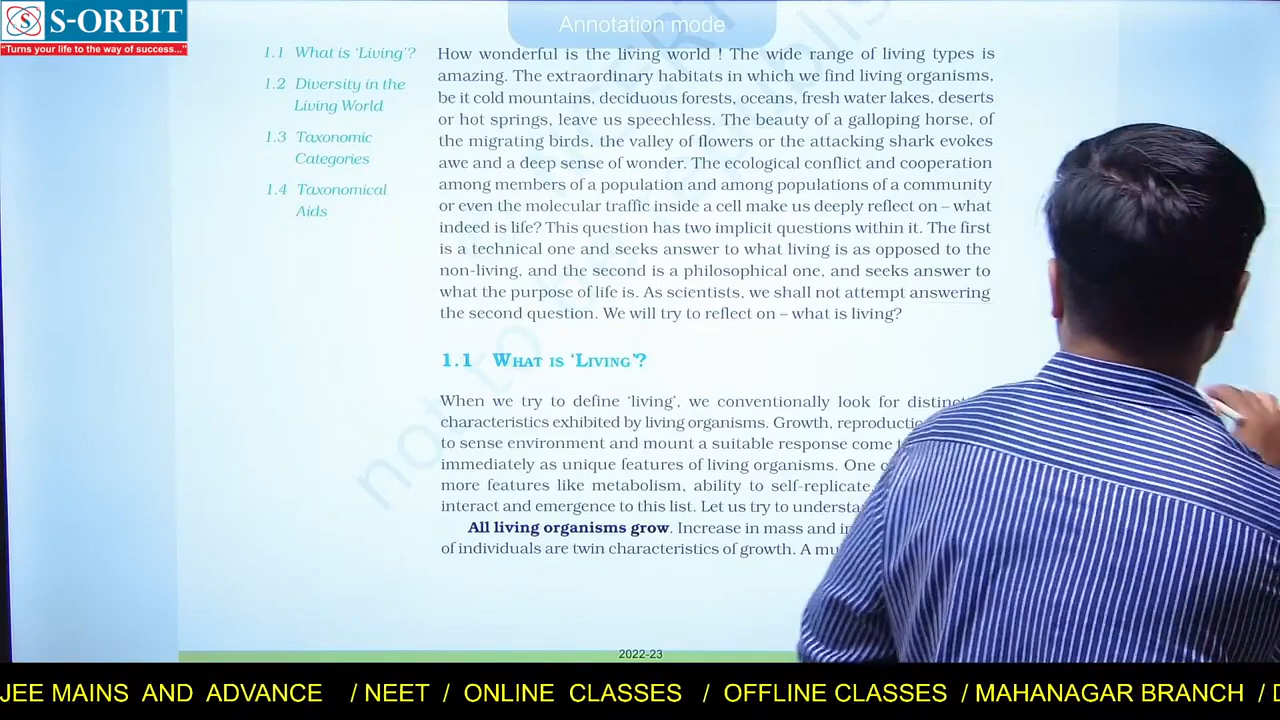 S-ORBIT
"Turns your life to the way of success..."
Annotation mode
1.1 What is 'Living'?
1.2 Diversity in the
Living World
1.3 Taxonomic
Categories
1.4 Taxonomical
Aids
How wonderful is the living world ! The wide range of living types is
amazing. The extraordinary habitats in which we find living organisms,
be it cold mountains, deciduous forests, oceans, fresh water lakes, deserts
or hot springs, leave us speechless. The beauty of a galloping horse, of
the migrating birds, the valley of flowers or the attacking shark evokes
awe and a deep sense of wonder. The ecological conflict and cooperation
among members of a population and among populations of a community
or even the molecular traffic inside a cell make us deeply reflect on – what
indeed is life? This question has two implicit questions within it. The first
is a technical one and seeks answer to what living is as opposed to the
non-living, and the second is a philosophical one, and seeks answer to
what the purpose of life is. As scientists, we shall not attempt answering
the second question. We will try to reflect on – what is living?
1.1 What is 'Living'?
When we try to define 'living', we conventionally look for
characteristics exhibited by living organisms. Growth,
to sense environment and mount a suitable response come
immediately as unique features of living organisms. One
more features like metabolism, ability to self-replicate,
interact and emergence to this list. Let us try to
All living organisms grow. Increase in mass and
of individuals are twin characteristics of growth. A
2022-23
not to
JEE MAINS AND ADVANCE / NEET / ONLINE CLASSES / OFFLINE CLASSES / MAHANAGAR BRANCH /